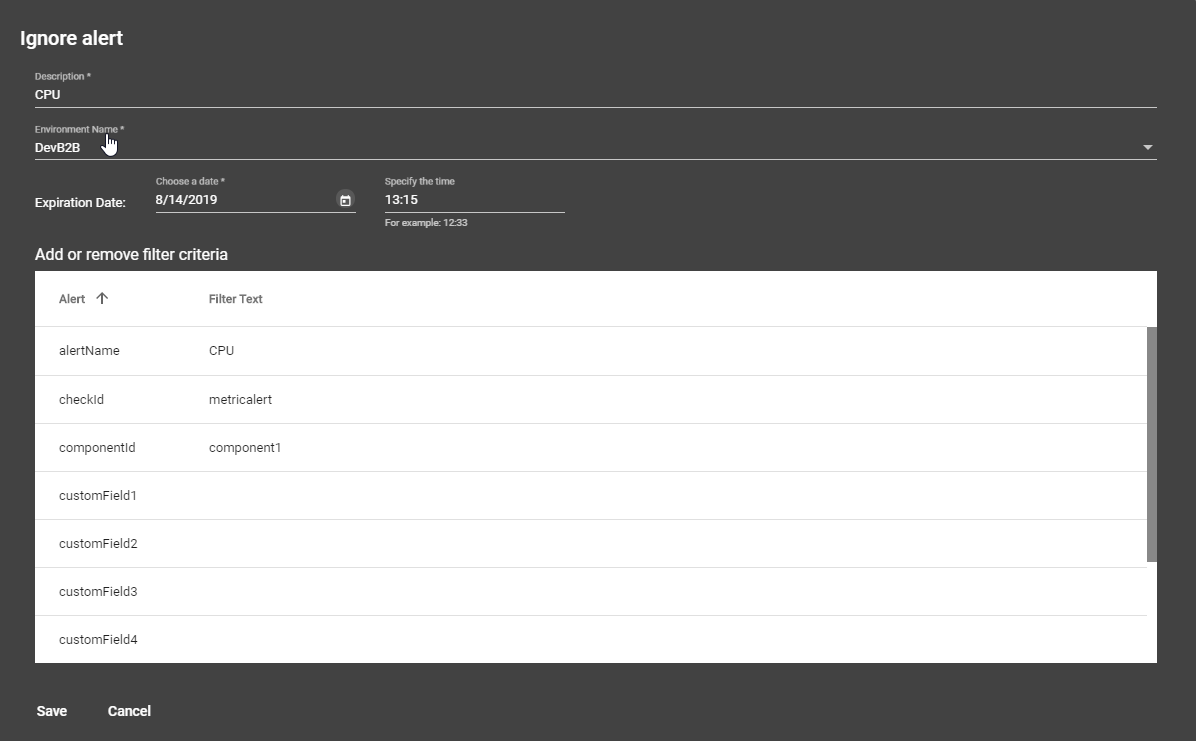 Ignore alert
Description *
CPU
Environment Name *
DevB2B
Expiration Date:
Choose a date *
8/14/2019
Specify the time
13:15
For example: 12:33
Add or remove filter criteria
Alert Filter Text
alertName CPU
checkId metricalert
componentId component1
customField1
customField2
customField3
customField4
Save Cancel